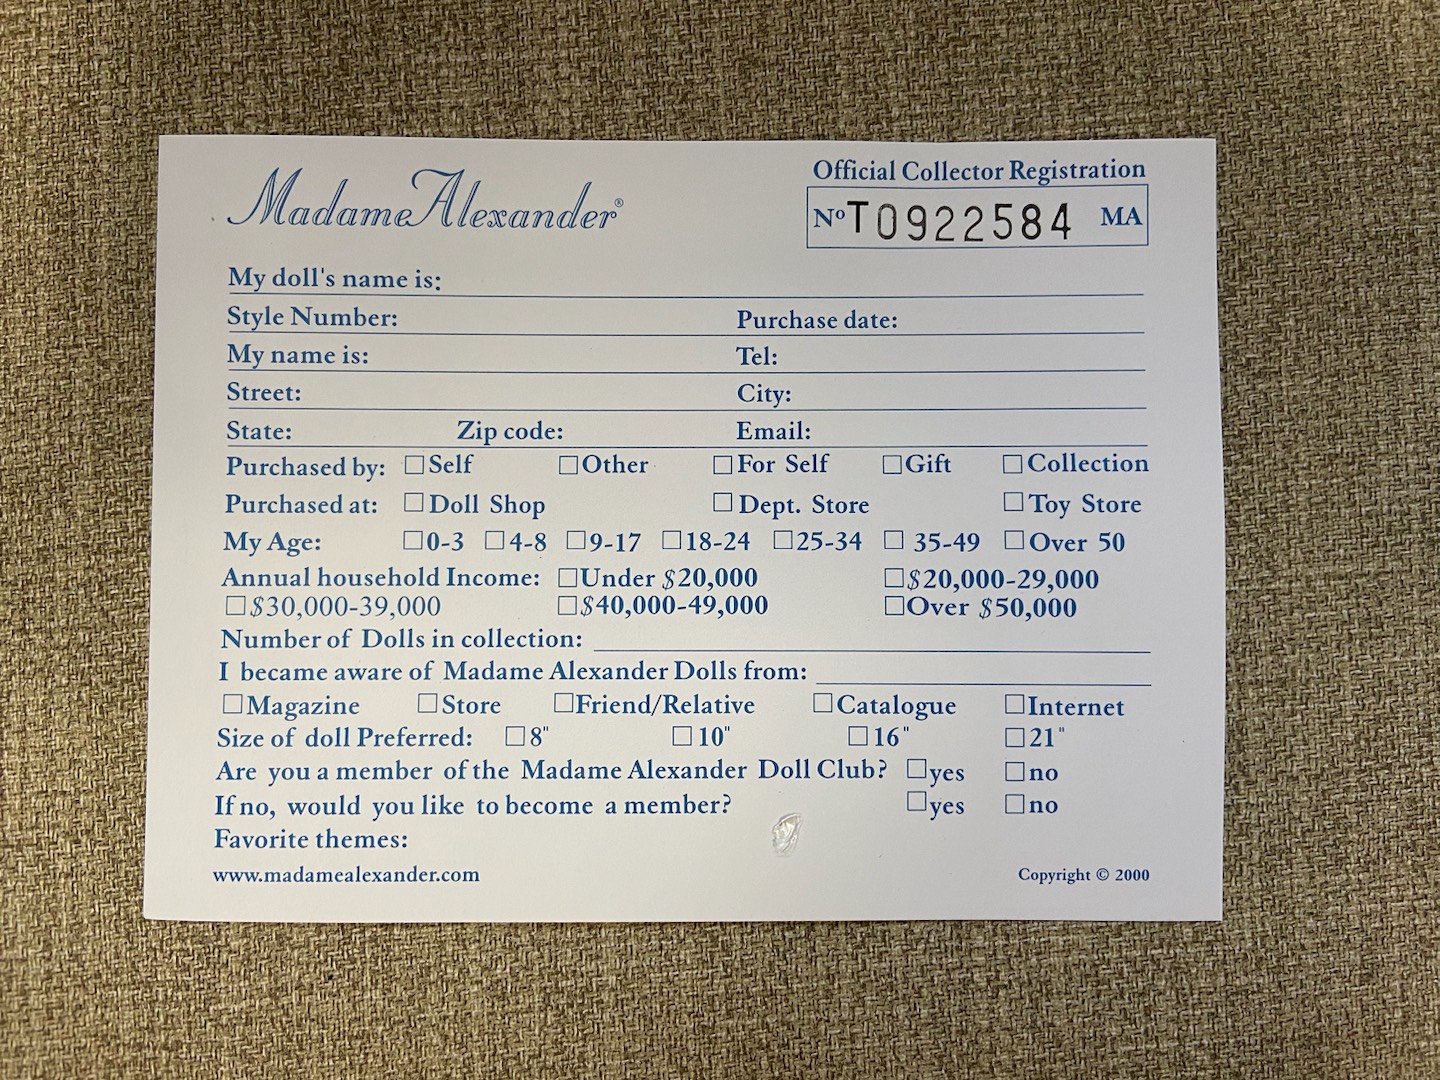 Madame Alexander®
Official Collector Registration
Nº T0922584 MA
My doll's name is:
Style Number: Purchase date:
My name is: Tel:
Street: City:
State: Zip code: Email:
Purchased by: ☐Self ☐Other ☐For Self ☐Gift ☐Collection
Purchased at: ☐Doll Shop ☐Dept. Store ☐Toy Store
My Age: ☐0-3 ☐4-8 ☐9-17 ☐18-24 ☐25-34 ☐35-49 ☐Over 50
Annual household Income: ☐Under $20,000 ☐$20,000-29,000
☐$30,000-39,000 ☐$40,000-49,000 ☐Over $50,000
Number of Dolls in collection:
I became aware of Madame Alexander Dolls from:
☐Magazine ☐Store ☐Friend/Relative ☐Catalogue ☐Internet
Size of doll Preferred: ☐8" ☐10" ☐16" ☐21"
Are you a member of the Madame Alexander Doll Club? ☐yes ☐no
If no, would you like to become a member? ☐yes ☐no
Favorite themes:
www.madamealexander.com Copyright © 2000